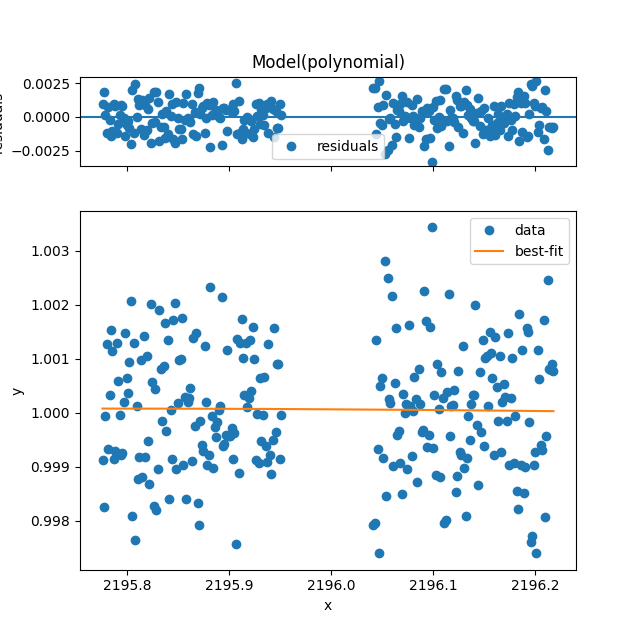 Model(polynomial)
0.0025
0.0000
−0.0025
residuals
residuals
1.003
1.002
1.001
1.000
0.999
0.998
y
data
best-fit
2195.8 2195.9 2196.0 2196.1 2196.2
x